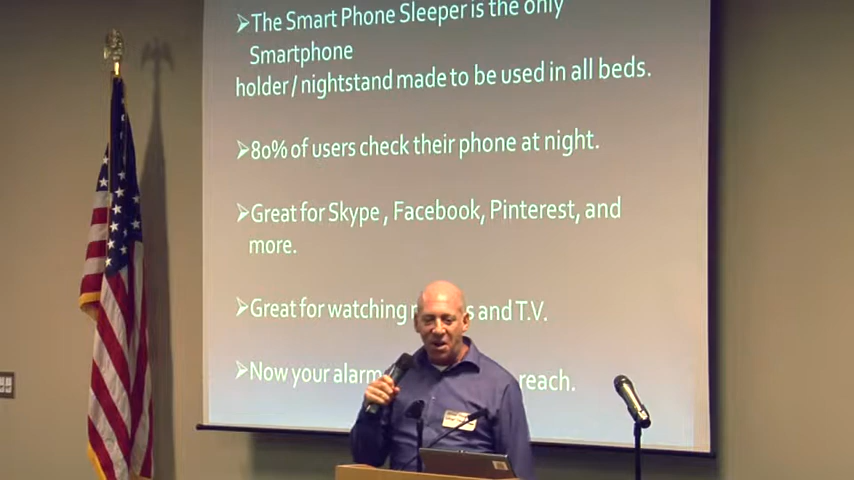 ➢The Smart Phone Sleeper is the only
Smartphone
holder/ nightstand made to be used in all beds.
➢80% of users check their phone at night.
➢Great for Skype , Facebook, Pinterest, and
more.
➢Great for watching and T.V.
➢Now your alarm reach.